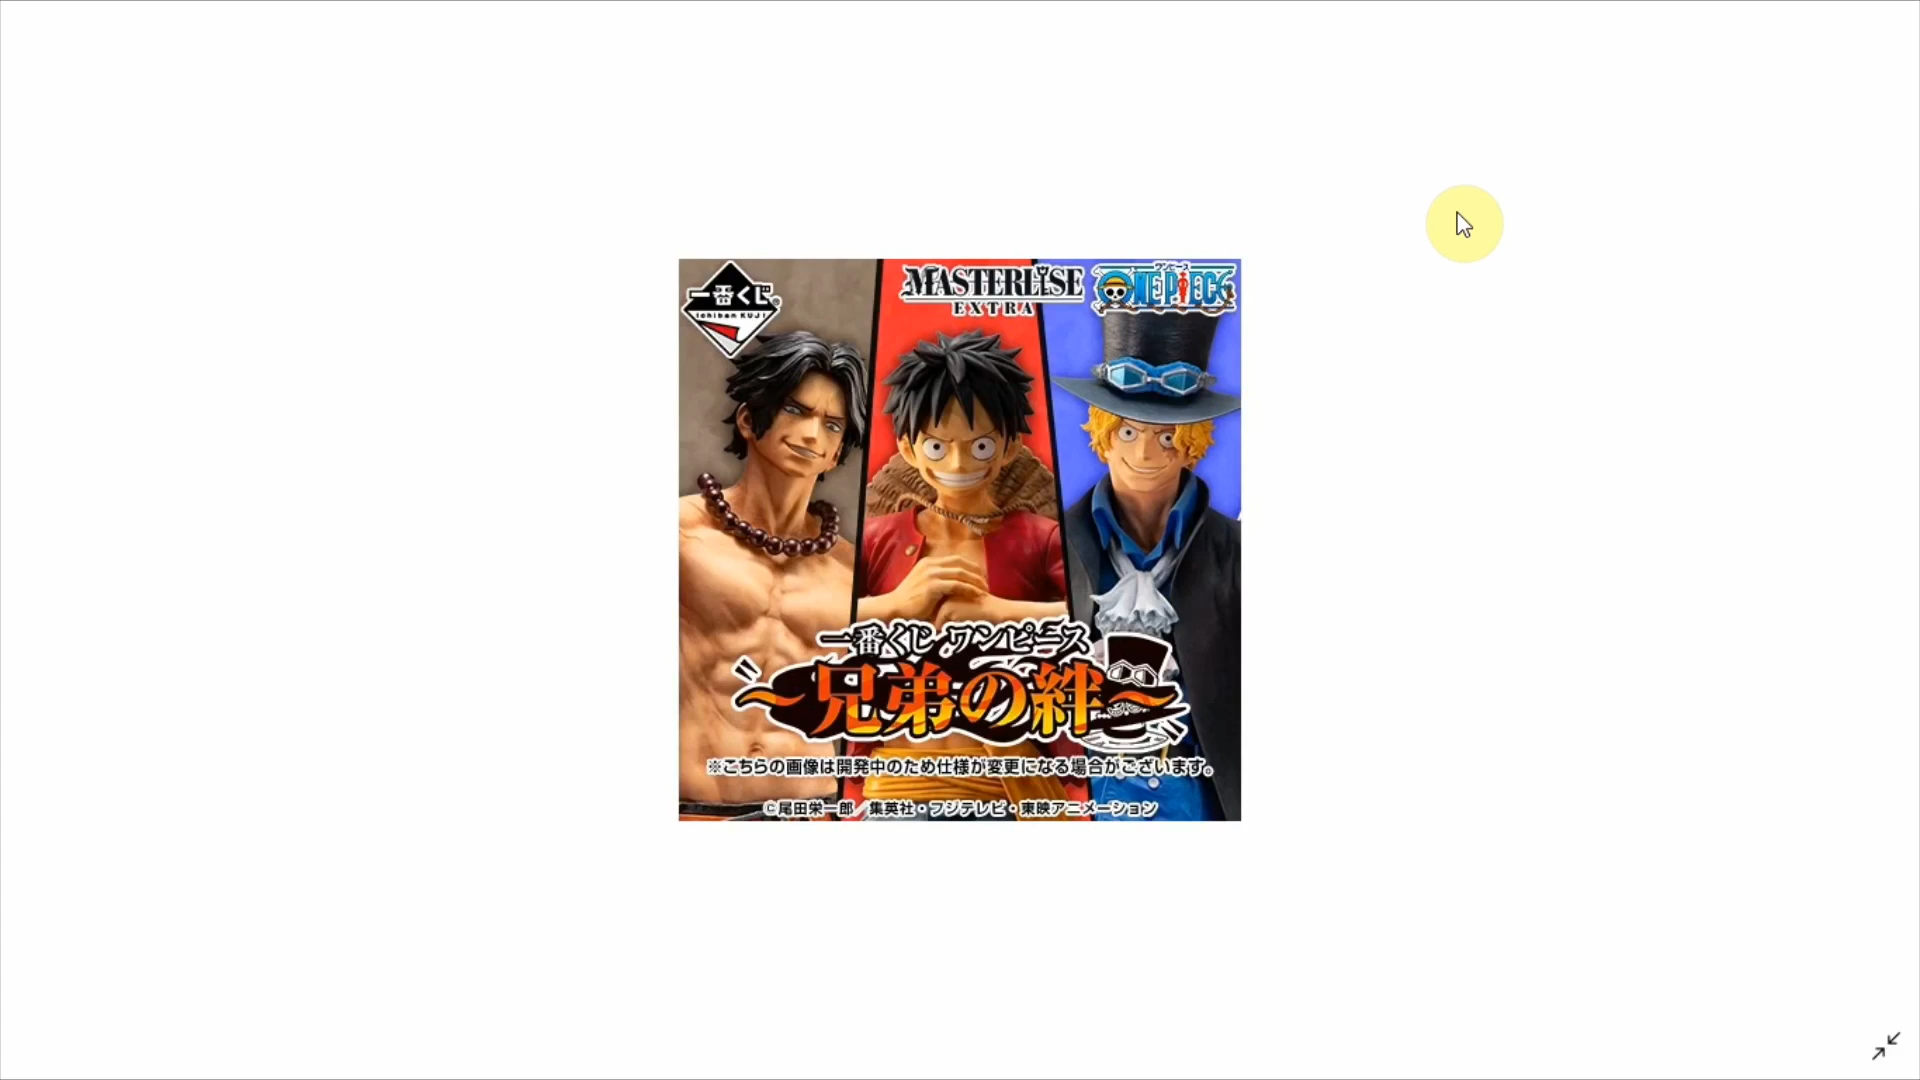 一番くじ
Ichiban KUJI
MASTERLISE
EXTRA
ワンピース
ONE PIECE
一番くじ ワンピース
～兄弟の絆～
※こちらの画像は開発中のため仕様が変更になる場合がございます。
©尾田栄一郎／集英社・フジテレビ・東映アニメーション